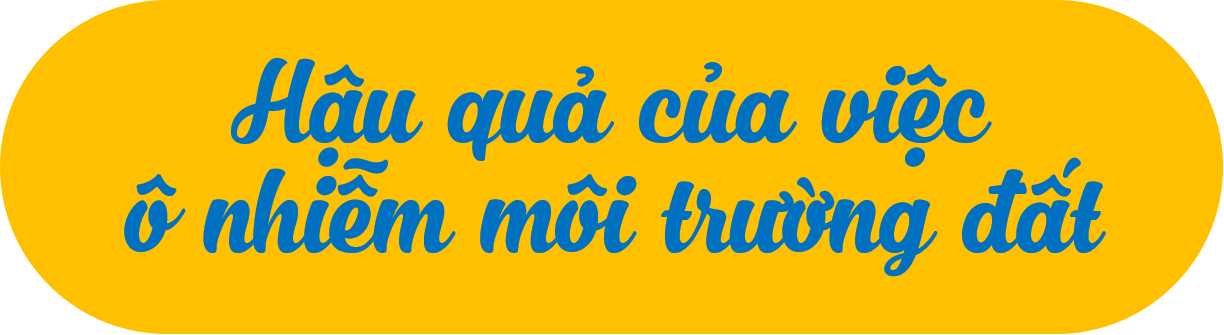 Hậu quả của việc
ô nhiễm môi trường đất